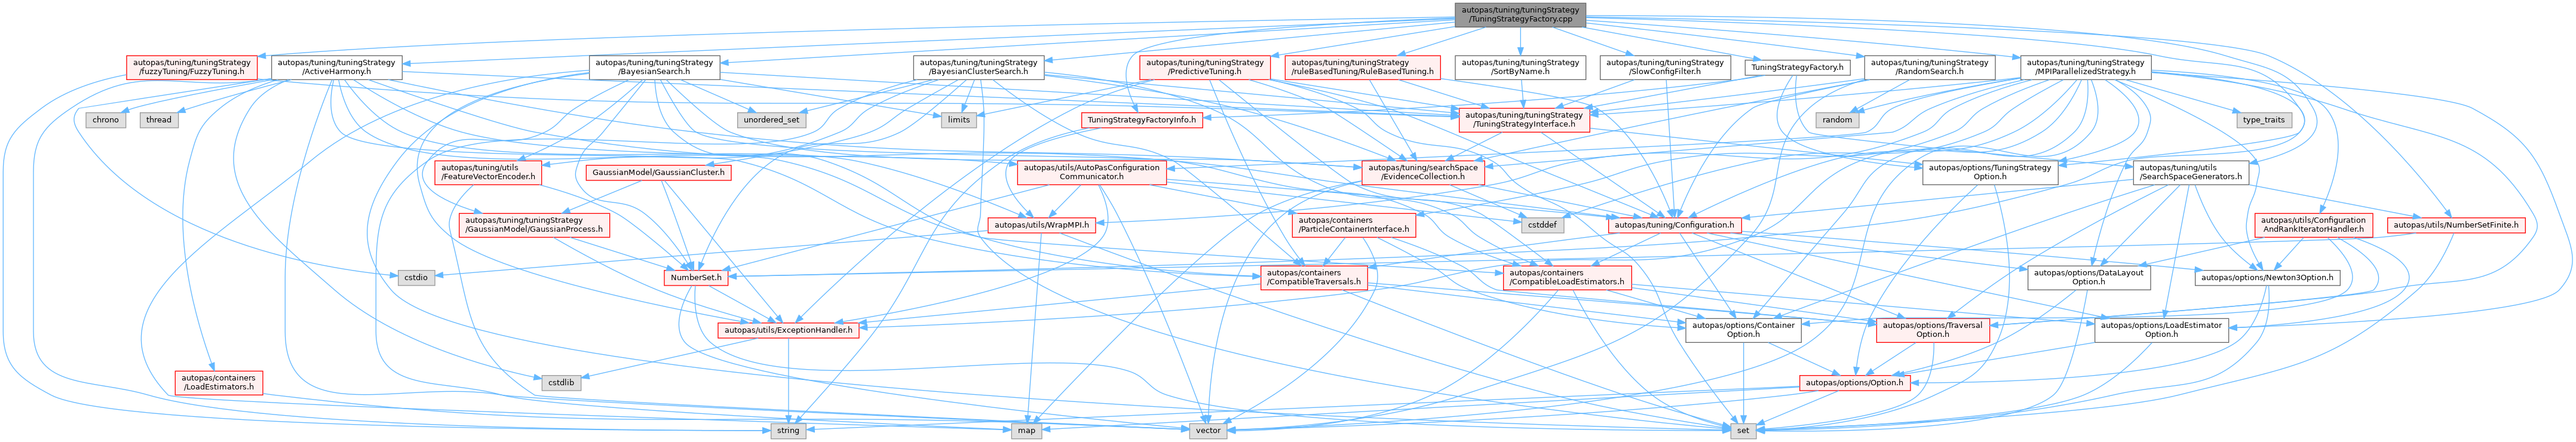 autopas/tuning/tuningStrategy
/TuningStrategyFactory.cpp
autopas/tuning/tuningStrategy
/fuzzyTuning/FuzzyTuning.h
autopas/tuning/tuningStrategy
/ActiveHarmony.h
autopas/tuning/tuningStrategy
/BayesianSearch.h
autopas/tuning/tuningStrategy
/BayesianClusterSearch.h
autopas/tuning/tuningStrategy
/PredictiveTuning.h
autopas/tuning/tuningStrategy
/ruleBasedTuning/RuleBasedTuning.h
autopas/tuning/tuningStrategy
/SortByName.h
autopas/tuning/tuningStrategy
/SlowConfigFilter.h
TuningStrategyFactory.h
autopas/tuning/tuningStrategy
/RandomSearch.h
autopas/tuning/tuningStrategy
/MPIParallelizedStrategy.h
chrono
thread
unordered_set
limits
TuningStrategyFactoryInfo.h
autopas/tuning/tuningStrategy
/TuningStrategyInterface.h
random
type_traits
autopas/tuning/utils
/FeatureVectorEncoder.h
GaussianModel/GaussianCluster.h
autopas/utils/AutoPasConfiguration
Communicator.h
autopas/tuning/searchSpace
/EvidenceCollection.h
autopas/options/TuningStrategy
Option.h
autopas/tuning/utils
/SearchSpaceGenerators.h
autopas/tuning/tuningStrategy
/GaussianModel/GaussianProcess.h
autopas/utils/WrapMPI.h
autopas/containers
/ParticleContainerInterface.h
cstddef
autopas/tuning/Configuration.h
autopas/utils/Configuration
AndRankIteratorHandler.h
autopas/utils/NumberSetFinite.h
cstdio
NumberSet.h
autopas/containers
/CompatibleTraversals.h
autopas/containers
/CompatibleLoadEstimators.h
autopas/options/DataLayout
Option.h
autopas/options/Newton3Option.h
autopas/utils/ExceptionHandler.h
autopas/options/Container
Option.h
autopas/options/Traversal
Option.h
autopas/options/LoadEstimator
Option.h
autopas/containers
/LoadEstimators.h
cstdlib
autopas/options/Option.h
string
map
vector
set